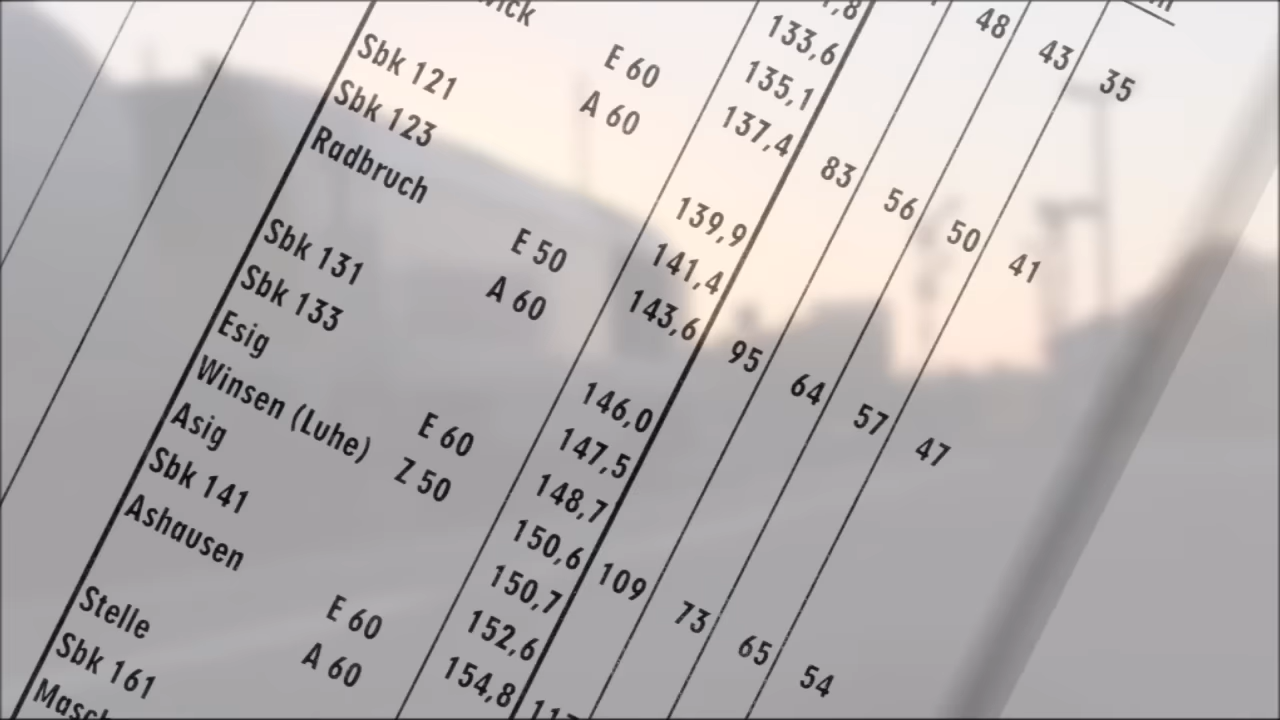 48 43 35
133,6
135,1
E 60 137,4 83 56 50 41
A 60
Sbk 121 139,9
Sbk 123 141,4
Radbruch E 50 143,6 95 64 57 47
A 60
Sbk 131 146,0
Sbk 133 147,5
Esig E 60 148,7
Winsen (Luhe) Z 50 150,6 109 73 65 54
Asig 150,7
Sbk 141 152,6
Ashausen E 60 154,8
A 60
Stelle
Sbk 161